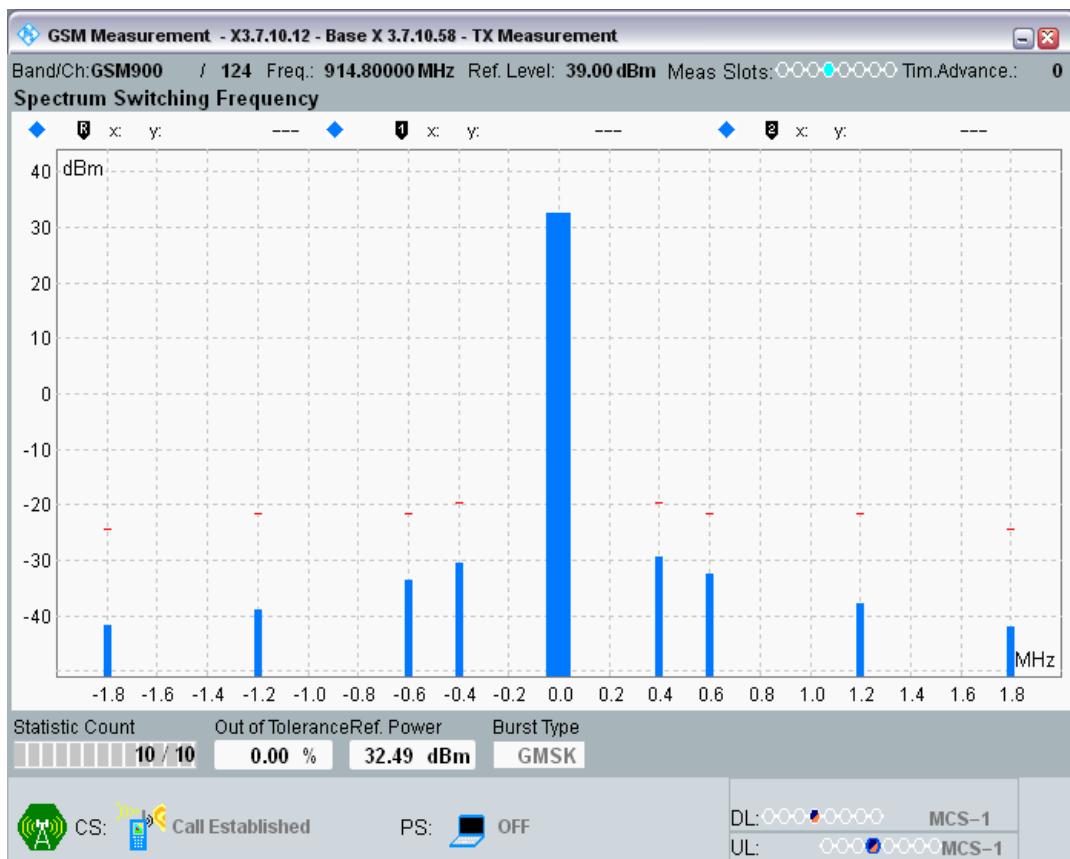 GSM Measurement - X3.7.10.12 - Base X 3.7.10.58 - TX Measurement
Band/Ch:GSM900 / 124 Freq.: 914.80000 MHz Ref. Level: 39.00 dBm Meas Slots: Tim.Advance.: 0
Spectrum Switching Frequency
R x: y: --- 1 x: y: --- 2 x: y: ---
dBm
40
30
20
10
0
-10
-20
-30
-40
MHz
-1.8 -1.6 -1.4 -1.2 -1.0 -0.8 -0.6 -0.4 -0.2 0.0 0.2 0.4 0.6 0.8 1.0 1.2 1.4 1.6 1.8
Statistic Count Out of Tolerance Ref. Power Burst Type
10 / 10 0.00 % 32.49 dBm GMSK
CS: Call Established PS: OFF
DL: MCS-1
UL: MCS-1